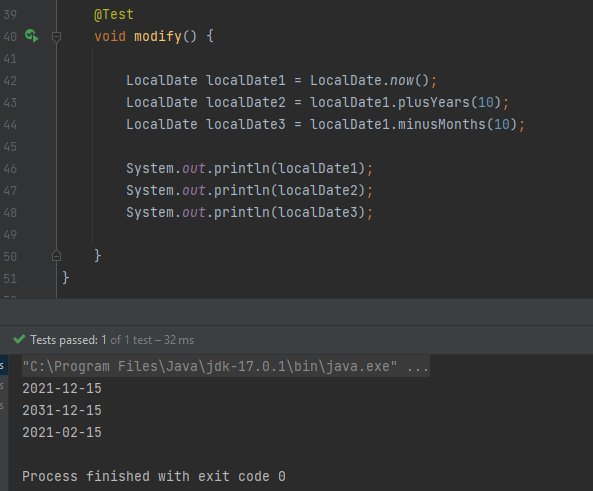 39 @Test
40 void modify() {
41
42 LocalDate localDate1 = LocalDate.now();
43 LocalDate localDate2 = localDate1.plusYears(10);
44 LocalDate localDate3 = localDate1.minusMonths(10);
45
46 System.out.println(localDate1);
47 System.out.println(localDate2);
48 System.out.println(localDate3);
49
50 }
51 }
Tests passed: 1 of 1 test – 32 ms
"C:\Program Files\Java\jdk-17.0.1\bin\java.exe" ...
2021-12-15
2031-12-15
2021-02-15
Process finished with exit code 0